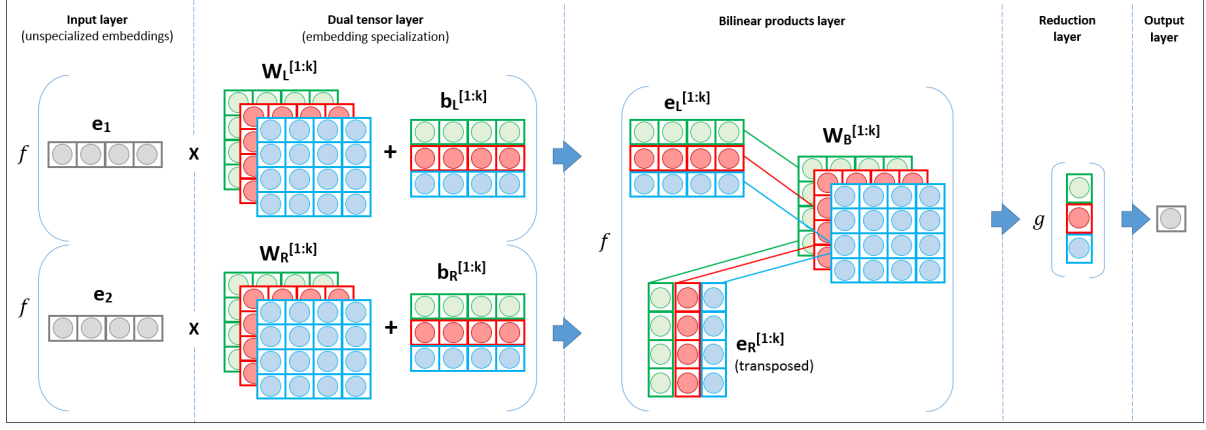 Input layer
(unspecialized embeddings)
Dual tensor layer
(embedding specialization)
Bilinear products layer
Reduction
layer
Output
layer
f
e1
x
WL[1:k]
+
bL[1:k]
f
e2
x
WR[1:k]
+
bR[1:k]
f
eL[1:k]
WB[1:k]
eR[1:k]
(transposed)
g